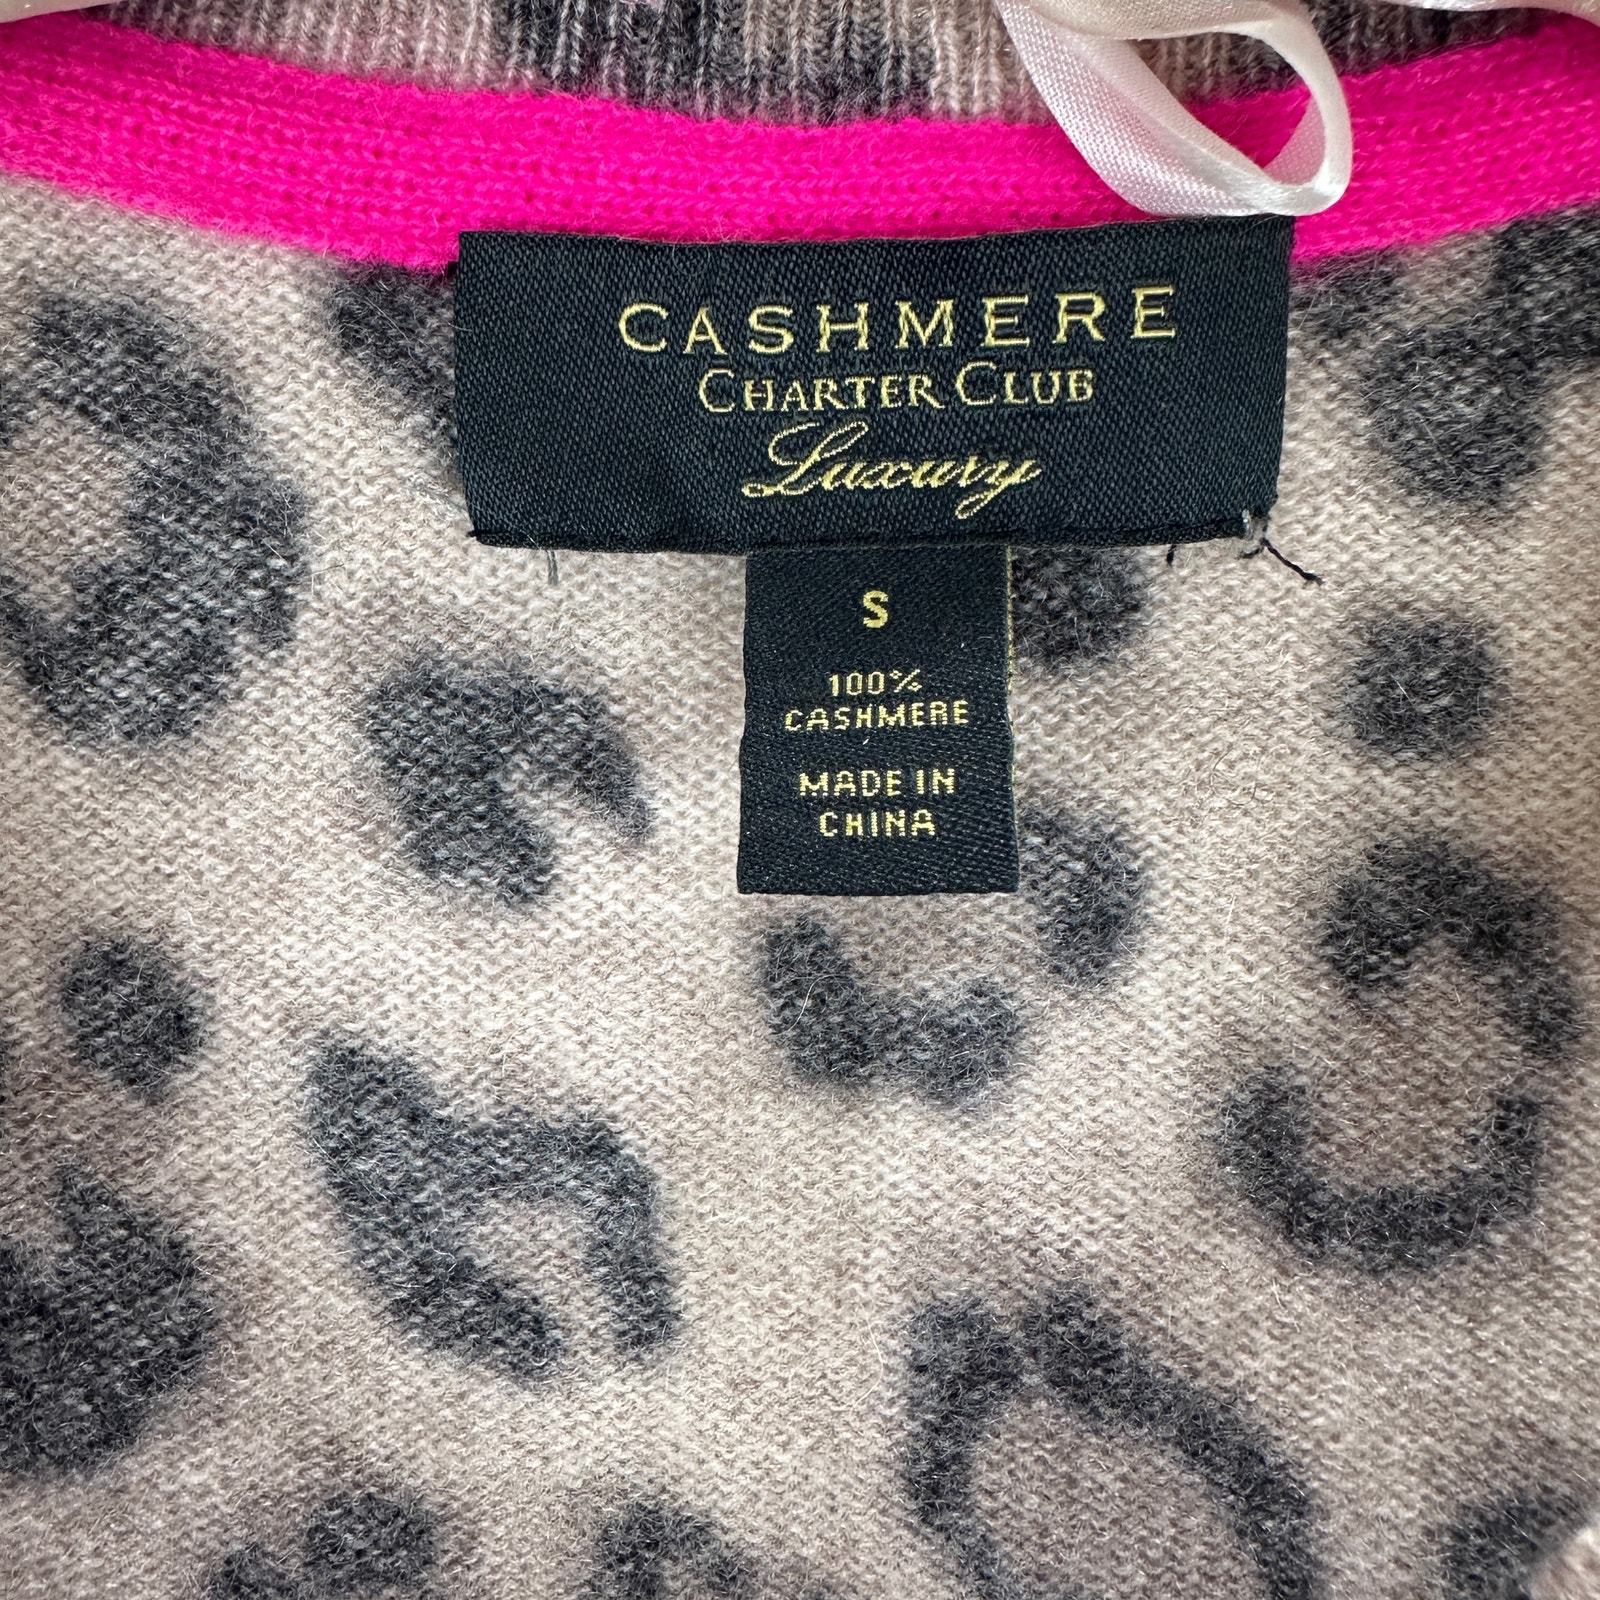 CASHMERE
CHARTER CLUB
Luxury
S
100%
CASHMERE
MADE IN
CHINA